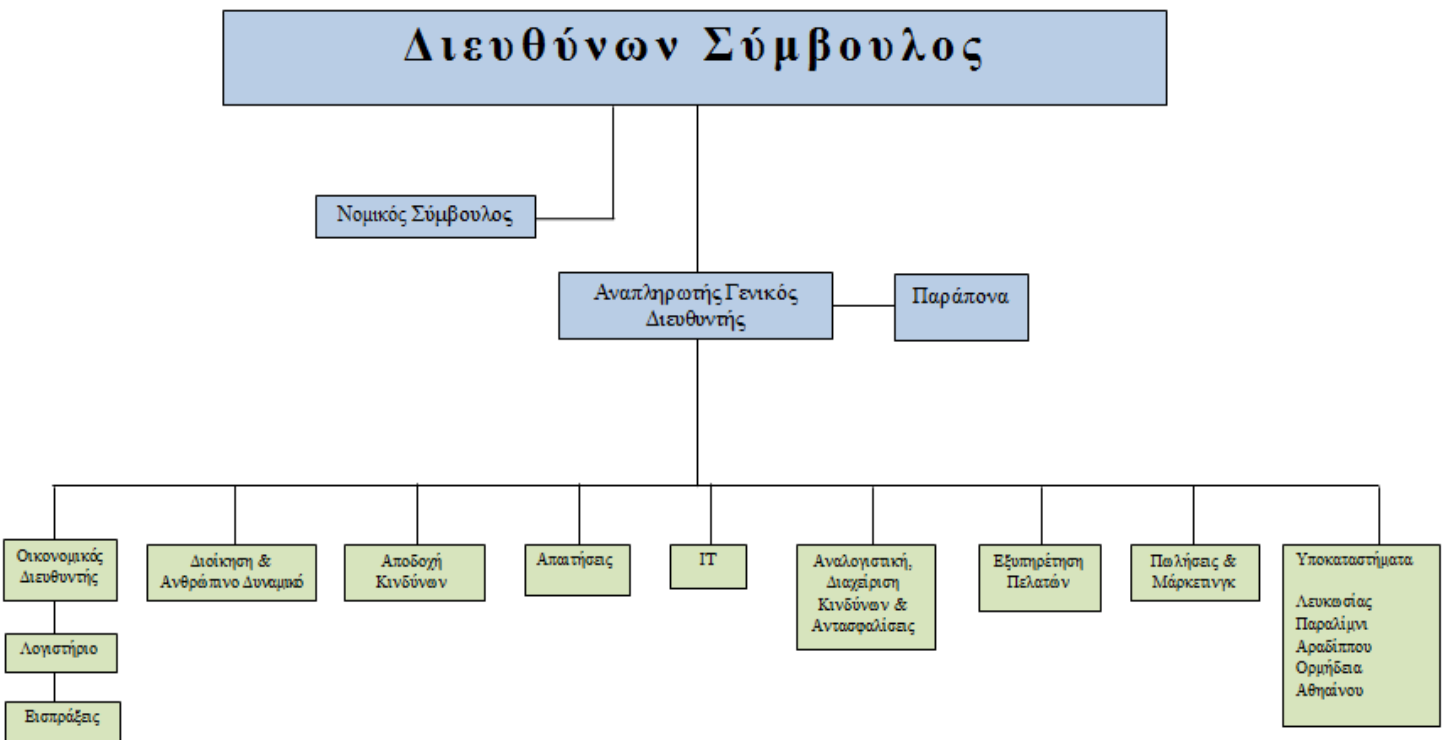 Διευθύνων Σύμβουλος
Νομικός Σύμβουλος
Αναπληρωτής Γενικός
Διευθυντής
Παράπονα
Οικονομικός
Διευθυντής
Λογιστήριο
Εισπράξεις
Διοίκηση &
Ανθρώπινο Δυναμικό
Αποδοχή
Κινδύνων
Απαιτήσεις
IT
Αναλογιστική,
Διαχείριση
Κινδύνων &
Αντασφαλίσεις
Εξυπηρέτηση
Πελατών
Πωλήσεις &
Μάρκετινγκ
Υποκαταστήματα
Λευκωσίας
Παραλίμνι
Αραδίππου
Ορμήδεια
Αθηαίνου